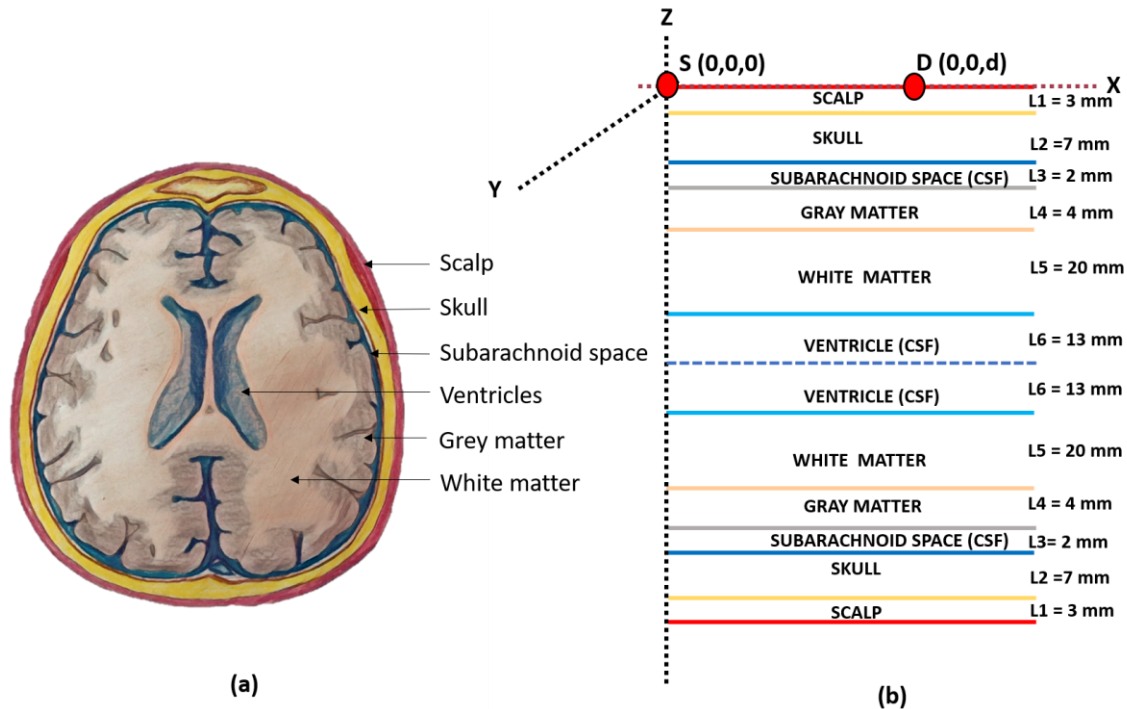 Scalp
Skull
Subarachnoid space
Ventricles
Grey matter
White matter
(a)
Z
S (0,0,0)
D (0,0,d)
X
Y
SCALP
L1 = 3 mm
SKULL
L2 =7 mm
SUBARACHNOID SPACE (CSF)
L3 = 2 mm
GRAY MATTER
L4 = 4 mm
WHITE MATTER
L5 = 20 mm
VENTRICLE (CSF)
L6 = 13 mm
VENTRICLE (CSF)
L6 = 13 mm
WHITE MATTER
L5 = 20 mm
GRAY MATTER
L4 = 4 mm
SUBARACHNOID SPACE (CSF)
L3= 2 mm
SKULL
L2 =7 mm
SCALP
L1 = 3 mm
(b)